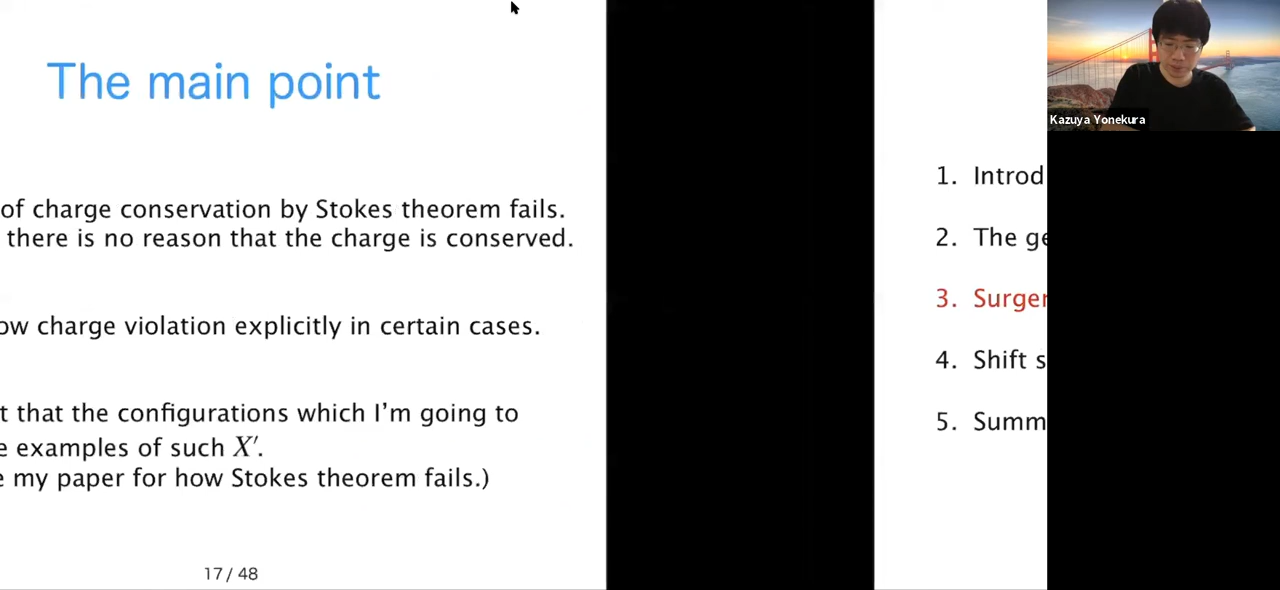 The main point
of charge conservation by Stokes theorem fails.
there is no reason that the charge is conserved.
charge violation explicitly in certain cases.
that the configurations which I'm going to
examples of such X′.
my paper for how Stokes theorem fails.)
17 / 48
1. Introd
2. The ge
3. Surger
4. Shift s
5. Summ
Kazuya Yonekura